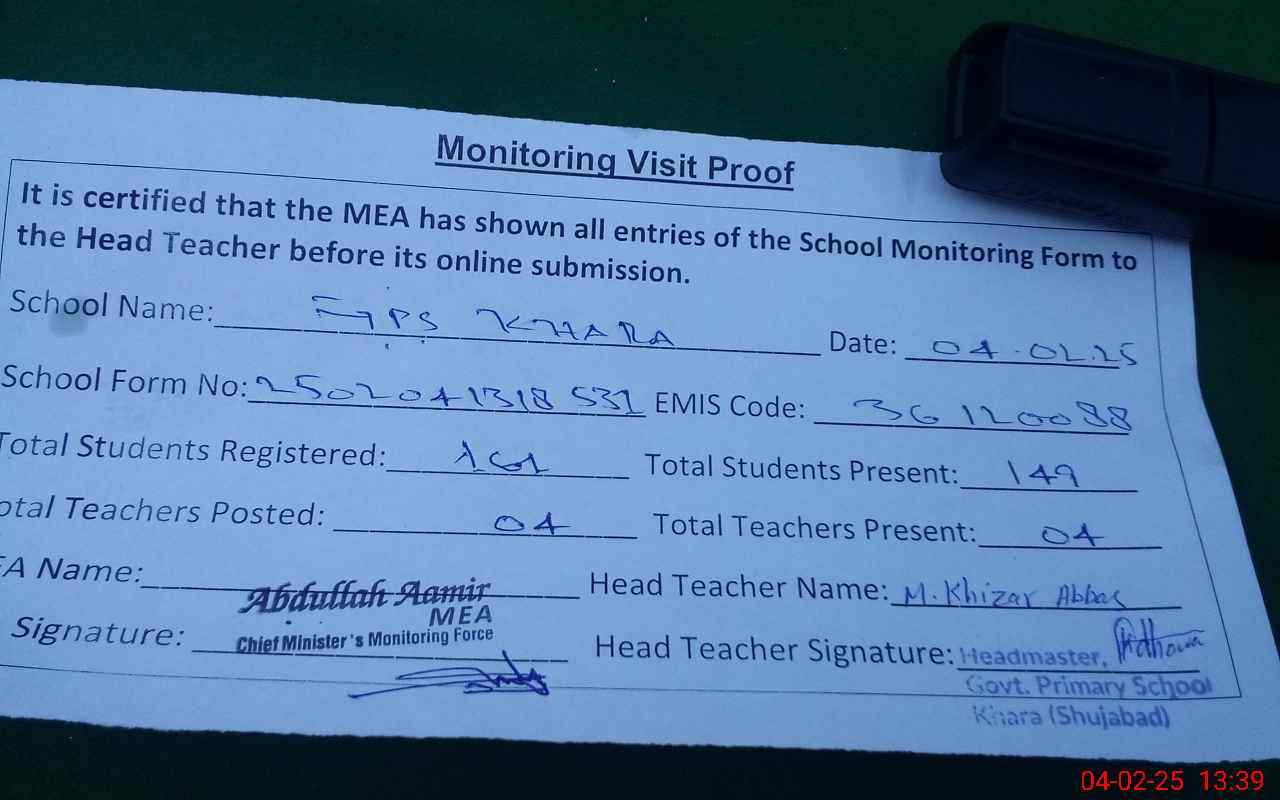 Monitoring Visit Proof
It is certified that the MEA has shown all entries of the School Monitoring Form to
the Head Teacher before its online submission.
School Name: GPS KHARA Date: 04.02.25
School Form No: 2502041318531 EMIS Code: 36120088
Total Students Registered: Total Students Present: 149
otal Teachers Posted: 04 Total Teachers Present: 04
EA Name: Abdullah Aamir Head Teacher Name: M. Khizar Abbas
MEA
Signature: Chief Minister's Monitoring Force Head Teacher Signature: Headmaster,
Govt. Primary School
Khara (Shujabad)
04-02-25 13:39